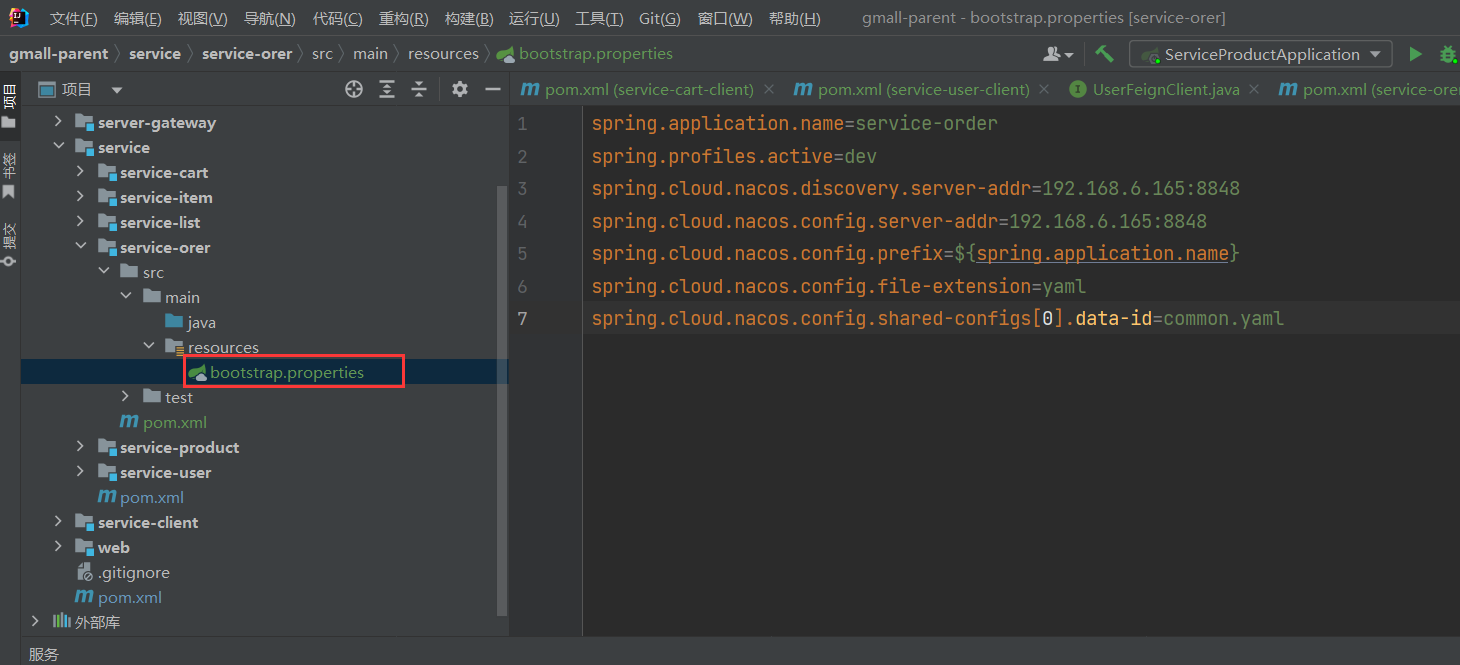 文件(F) 编辑(E) 视图(V) 导航(N) 代码(C) 重构(R) 构建(B) 运行(U) 工具(T) Git(G) 窗口(W) 帮助(H) gmall-parent - bootstrap.properties [service-orer]
gmall-parent service service-orer src main resources bootstrap.properties ServiceProductApplication
项目
pom.xml (service-cart-client) pom.xml (service-user-client) UserFeignClient.java pom.xml (service-orer
项目
书签
提交
server-gateway
service
service-cart
service-item
service-list
service-orer
src
main
java
resources
bootstrap.properties
test
pom.xml
service-product
service-user
pom.xml
service-client
web
.gitignore
pom.xml
外部库
1 spring.application.name=service-order
2 spring.profiles.active=dev
3 spring.cloud.nacos.discovery.server-addr=192.168.6.165:8848
4 spring.cloud.nacos.config.server-addr=192.168.6.165:8848
5 spring.cloud.nacos.config.prefix=${spring.application.name}
6 spring.cloud.nacos.config.file-extension=yaml
7 spring.cloud.nacos.config.shared-configs[0].data-id=common.yaml
服务